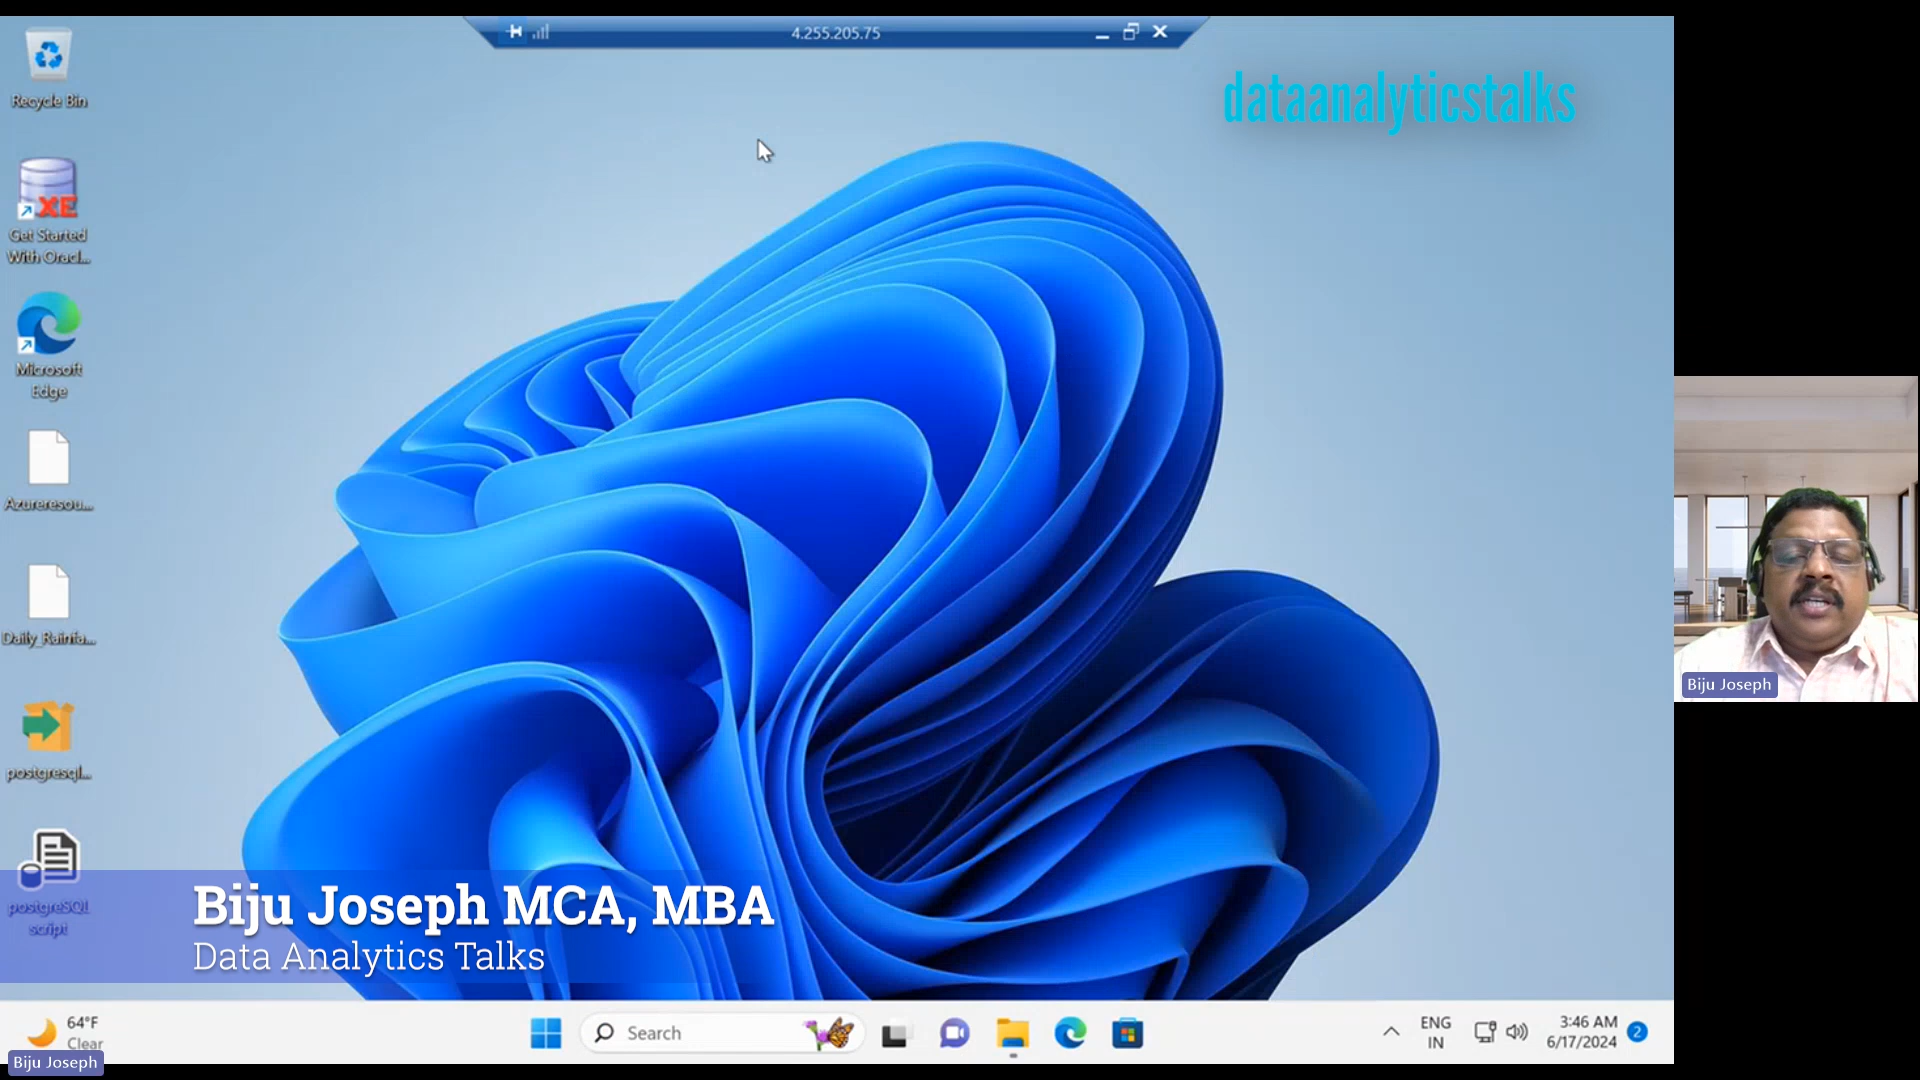 4.255.205.75
dataanalyticstalks
Recycle Bin
XE
Get Started
With Oracl...
Microsoft
Edge
Azureresou...
Daily_Rainfa...
postgresql...
postgreSQL
script
Biju Joseph MCA, MBA
Data Analytics Talks
Biju Joseph
64°F
Clear
Search
ENG
IN
3:46 AM
6/17/2024
2
Biju Joseph